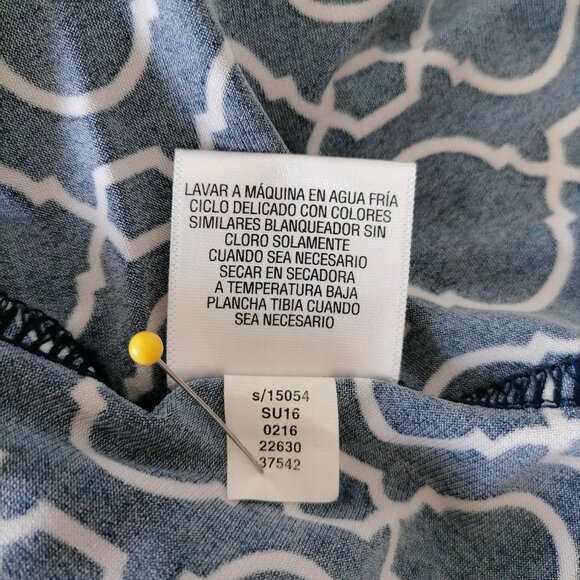 LAVAR A MÁQUINA EN AGUA FRÍA
CICLO DELICADO CON COLORES
SIMILARES BLANQUEADOR SIN
CLORO SOLAMENTE
CUANDO SEA NECESARIO
SECAR EN SECADORA
A TEMPERATURA BAJA
PLANCHA TIBIA CUANDO
SEA NECESARIO
s/15054
SU16
0216
22630
37542